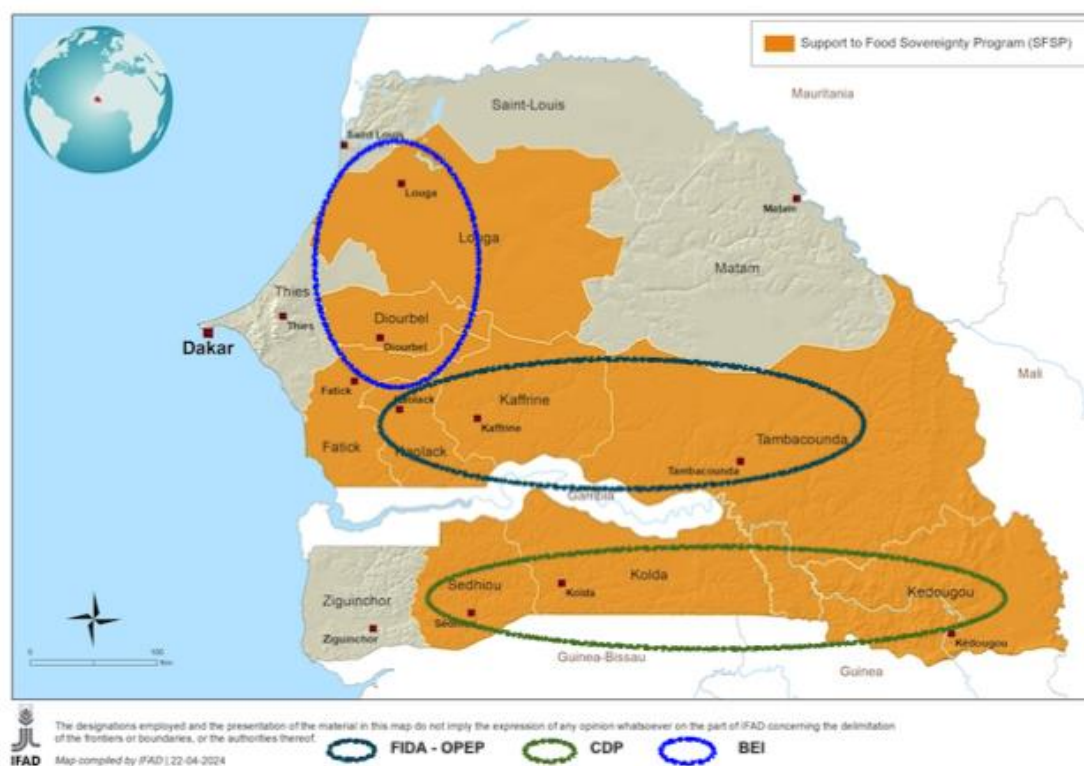 Support to Food Sovereignty Program (SFSP)
Mauritania
Saint-Louis
Saint Louis
Louga
Matam
Louga
Matam
Thies
Thies
Diourbel
Diourbel
Dakar
Mali
Fatick
Kaolack
Kaffrine
Kaffrine
Tambacounda
Fatick
Kaolack
Tambacounda
Gambia
Sedhiou
Kolda
Kolda
Kedougou
Ziguinchor
Ziguinchor
Kedougou
Guinea-Bissau
Guinea
0 100
The designations employed and the presentation of the material in this map do not imply the expression of any opinion whatsoever on the part of IFAD concerning the delimitation
of the frontiers or boundaries, or the authorities thereof.
FIDA - OPEP CDP BEI
IFAD Map compiled by IFAD | 22-04-2024